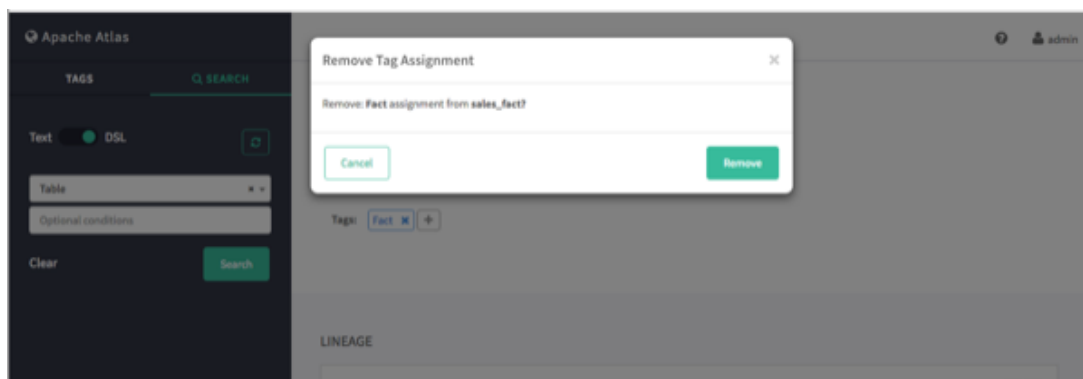 Apache Atlas
admin
TAGS
SEARCH
Text DSL
Table
Optional conditions
Clear
Search
Remove Tag Assignment
Remove: Fact assignment from sales_fact?
Cancel
Remove
Tags: Fact
LINEAGE